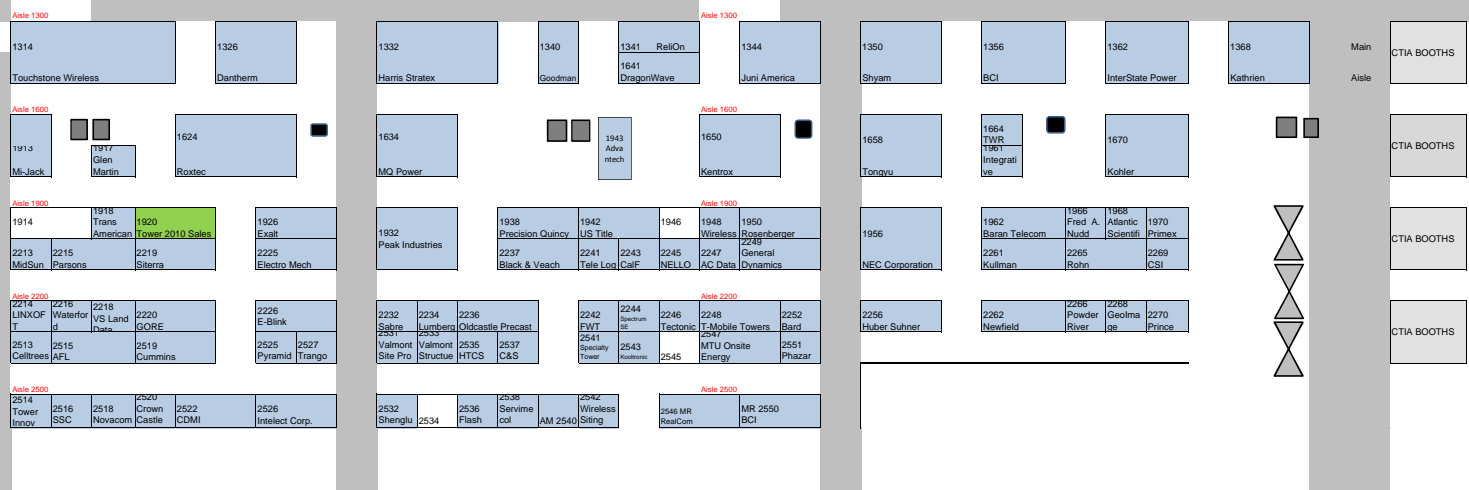 Aisle 1300
Aisle 1300
1314
Touchstone Wireless
1326
Dantherm
1332
Harris Stratex
1340
Goodman
1341 ReliOn
1641
DragonWave
1344
Juni America
1350
Shyam
1356
BCI
1362
InterState Power
1368
Kathrien
Main
Aisle
CTIA BOOTHS
Aisle 1600
Aisle 1600
1913
Mi-Jack
1917
Glen
Martin
1624
Roxtec
1634
MQ Power
1943
Adva
ntech
1650
Kentrox
1658
Tongyu
1664
TWR
1961
Integrati
ve
1670
Kohler
CTIA BOOTHS
Aisle 1900
Aisle 1900
1914
1918
Trans
American
1920
Tower 2010 Sales
1926
Exalt
1932
Peak Industries
1938
Precision Quincy
1942
US Title
1946
1948
Wireless
1950
Rosenberger
1956
NEC Corporation
1962
Baran Telecom
1966
Fred A.
Nudd
1968
Atlantic
Scientifi
1970
Primex
CTIA BOOTHS
2213
MidSun
2215
Parsons
2219
Siterra
2225
Electro Mech
2237
Black & Veach
2241
Tele Log
2243
CalF
2245
NELLO
2247
AC Data
2249
General
Dynamics
2261
Kullman
2265
Rohn
2269
CSI
Aisle 2200
Aisle 2200
2214
LINXOF
T
2216
Waterfor
d
2218
VS Land
Data
2220
GORE
2226
E-Blink
2232
Sabre
2234
Lumberg
2236
Oldcastle Precast
2242
FWT
2244
Spectrum
SE
2246
Tectonic
2248
T-Mobile Towers
2252
Bard
2256
Huber Suhner
2262
Newfield
2266
Powder
River
2268
GeoIma
ge
2270
Prince
CTIA BOOTHS
2513
Celltrees
2515
AFL
2519
Cummins
2525
Pyramid
2527
Trango
2531
Valmont
Site Pro
2533
Valmont
Structue
2535
HTCS
2537
C&S
2541
Specialty
Tower
2543
Kooltronic
2545
2547
MTU Onsite
Energy
2551
Phazar
Aisle 2500
Aisle 2500
2514
Tower
Innov
2516
SSC
2518
Novacom
2520
Crown
Castle
2522
CDMI
2526
Intelect Corp.
2532
Shenglu
2534
2536
Flash
2538
Servime
col
AM 2540
2542
Wireless
Siting
2546 MR
RealCom
MR 2550
BCI